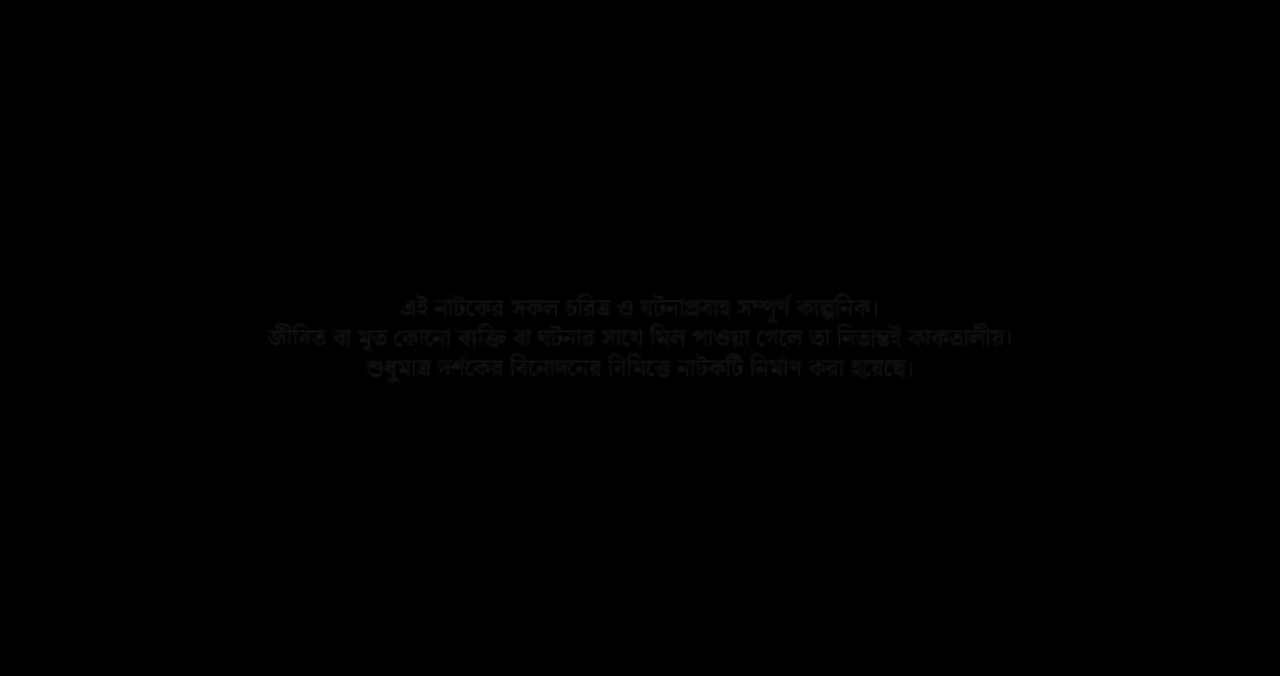 এই নাটকের সকল চরিত্র ও ঘটনাপ্রবাহ সম্পূর্ণ কাল্পনিক।
জীবিত বা মৃত কোনো ব্যক্তি বা ঘটনার সাথে মিল পাওয়া গেলে তা নিতান্তই কাকতালীয়।
শুধুমাত্র দর্শকের বিনোদনের নিমিত্তে নাটকটি নির্মাণ করা হয়েছে।